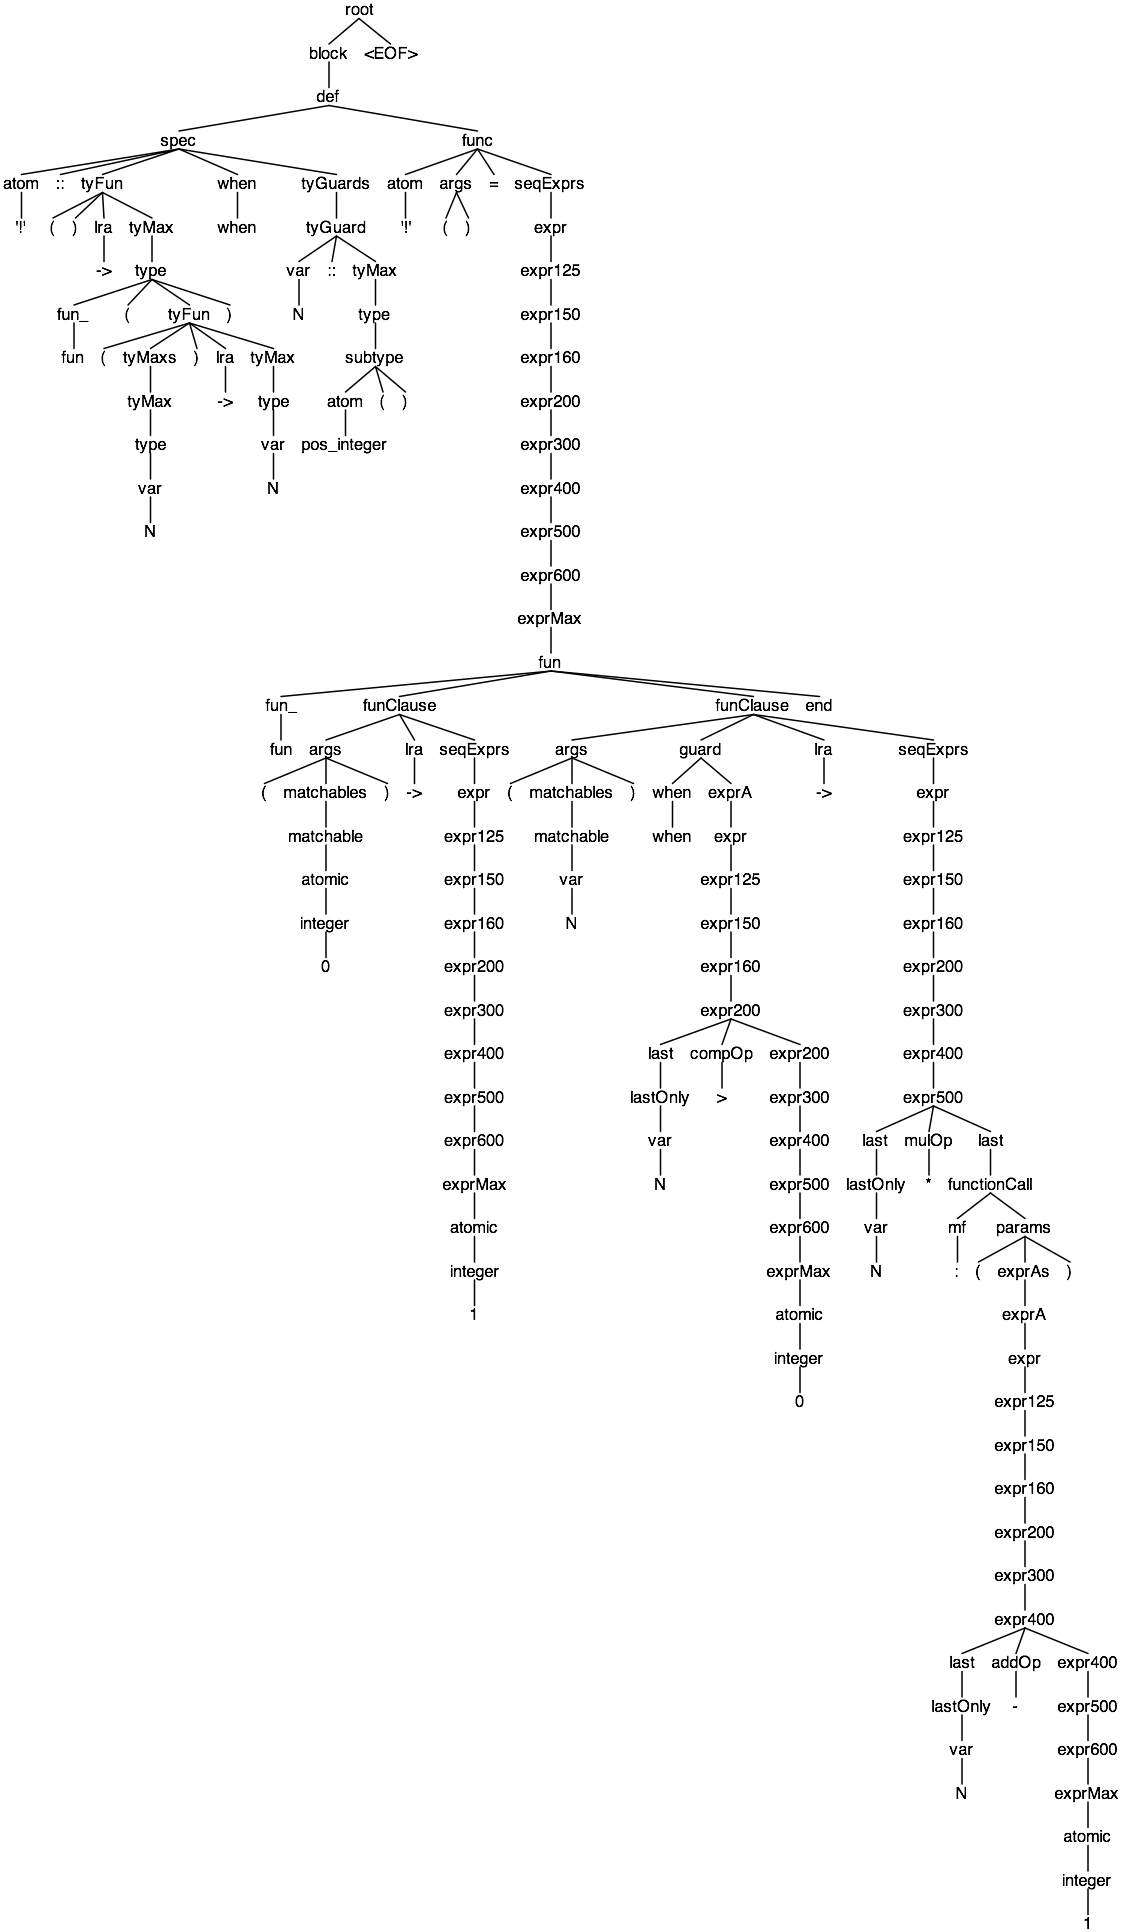 root
block <EOF>
def
spec func
atom :: tyFun when tyGuards atom args = seqExprs
'!' ( ) lra tyMax when tyGuard '!' ( ) expr
-> type var :: tyMax expr125
fun_ ( tyFun ) N type expr150
fun ( tyMaxs ) lra tyMax subtype expr160
tyMax -> type atom ( ) expr200
type var pos_integer expr300
var N expr400
N expr500
expr600
exprMax
fun
fun_ funClause funClause end
fun args lra seqExprs args guard lra seqExprs
( matchables ) -> expr ( matchables ) when exprA -> expr
matchable expr125 matchable when expr expr125
atomic expr150 var expr125 expr150
integer expr160 N expr150 expr160
0 expr200 expr160 expr200
expr300 expr200 expr300
expr400 last compOp expr200 expr400
expr500 lastOnly > expr300 expr500
expr600 var expr400 last mulOp last
exprMax N expr500 lastOnly * functionCall
atomic expr600 var mf params
integer exprMax N : ( exprAs )
1 atomic exprA
integer expr
0 expr125
expr150
expr160
expr200
expr300
expr400
last addOp expr400
lastOnly - expr500
var expr600
N exprMax
atomic
integer
1